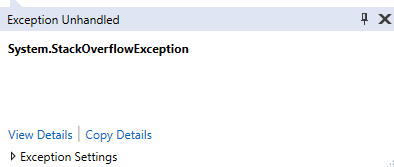 Exception Unhandled
System.StackOverflowException
View Details | Copy Details
Exception Settings